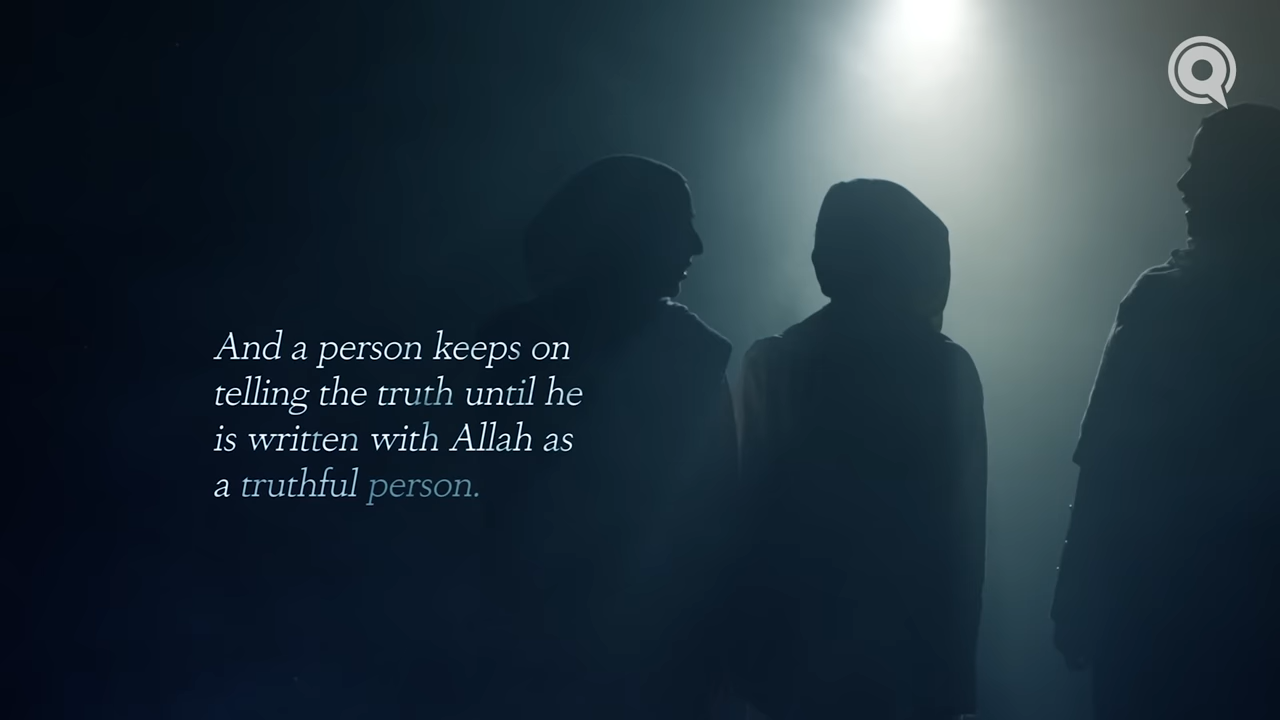 And a person keeps on
telling the truth until he
is written with Allah as
a truthful person.